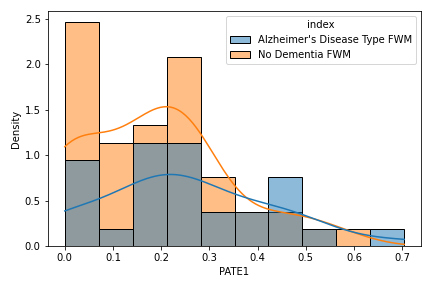 index
Alzheimer's Disease Type FWM
No Dementia FWM
2.5
2.0
1.5
1.0
0.5
0.0
Density
0.0 0.1 0.2 0.3 0.4 0.5 0.6 0.7
PATE1